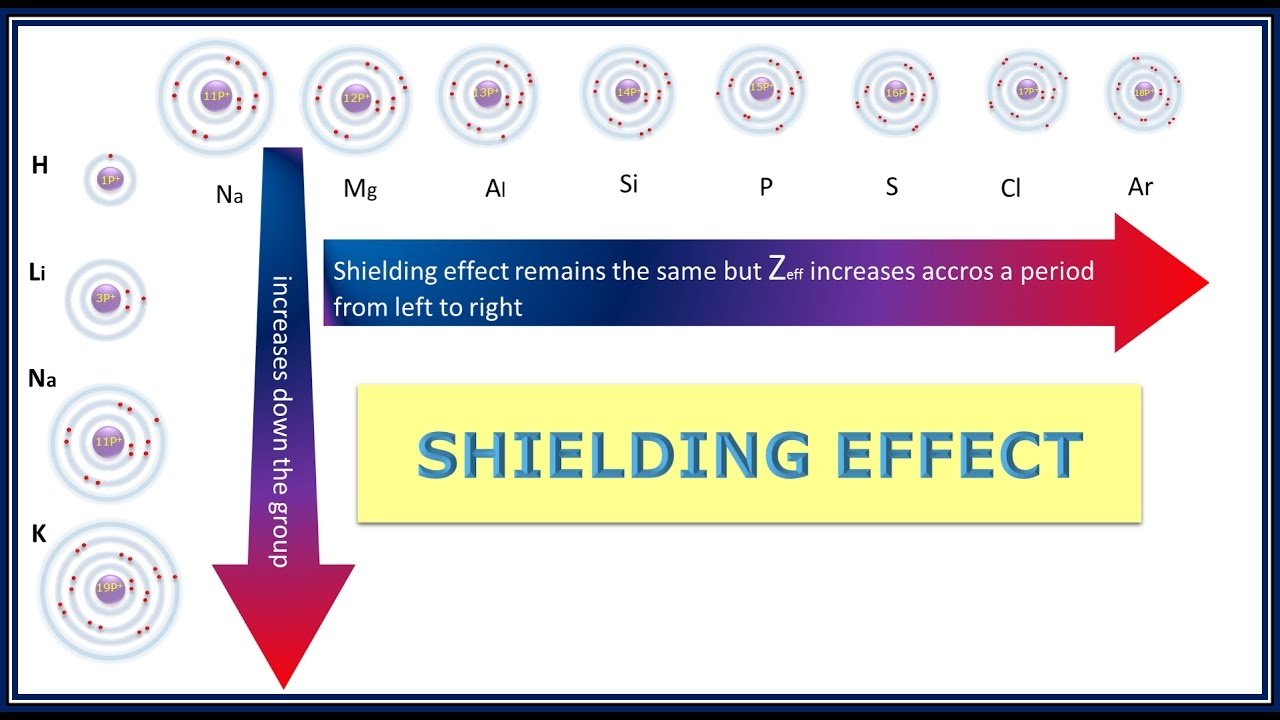 11P+
12P+
13P+
14P+
15P+
16P+
17P+
18P+
H
1P+
Na
Mg
Al
Si
P
S
Cl
Ar
Li
3P+
increases down the group
Shielding effect remains the same but Zeff increases accros a period
from left to right
Na
11P+
SHIELDING EFFECT
K
19P+